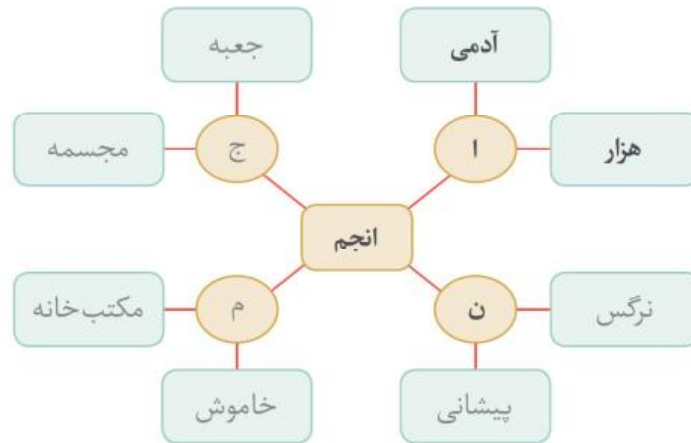 آدمی
جعبه
هزار
ا
ج
مجسمه
انجم
نرگس
ن
م
مکتب‌خانه
پیشانی
خاموش